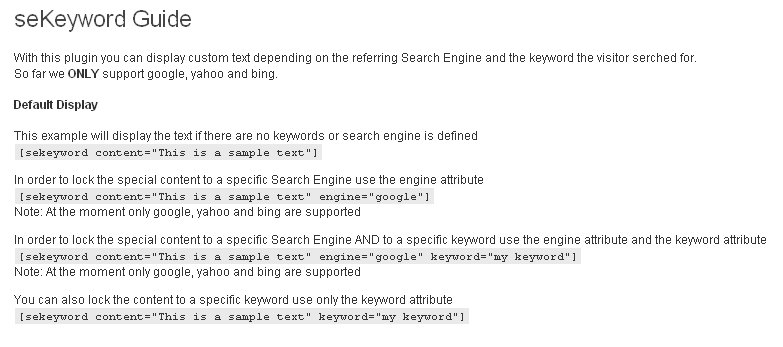 seKeyword Guide
With this plugin you can display custom text depending on the referring Search Engine and the keyword the visitor serched for.
So far we ONLY support google, yahoo and bing.
Default Display
This example will display the text if there are no keywords or search engine is defined
[sekeyword content="This is a sample text"]
In order to lock the special content to a specific Search Engine use the engine attribute
[sekeyword content="This is a sample text" engine="google"]
Note: At the moment only google, yahoo and bing are supported
In order to lock the special content to a specific Search Engine AND to a specific keyword use the engine attribute and the keyword attribute
[sekeyword content="This is a sample text" engine="google" keyword="my keyword"]
Note: At the moment only google, yahoo and bing are supported
You can also lock the content to a specific keyword use only the keyword attribute
[sekeyword content="This is a sample text" keyword="my keyword"]